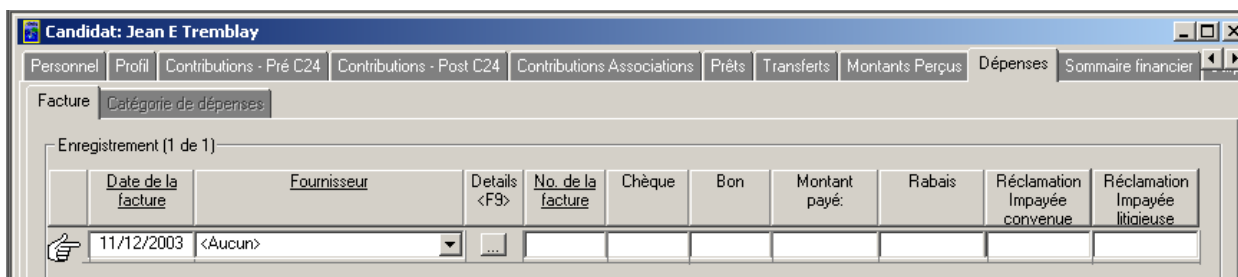 Candidat: Jean E Tremblay
Personnel Profil Contributions - Pré C24 Contributions - Post C24 Contributions Associations Prêts Transferts Montants Perçus Dépenses Sommaire financier
Facture Catégorie de dépenses
Enregistrement (1 de 1)
Date de la facture Fournisseur Details <F9> No. de la facture Chèque Bon Montant payé: Rabais Réclamation Impayée convenue Réclamation Impayée litigieuse
11/12/2003 <Aucun> ...